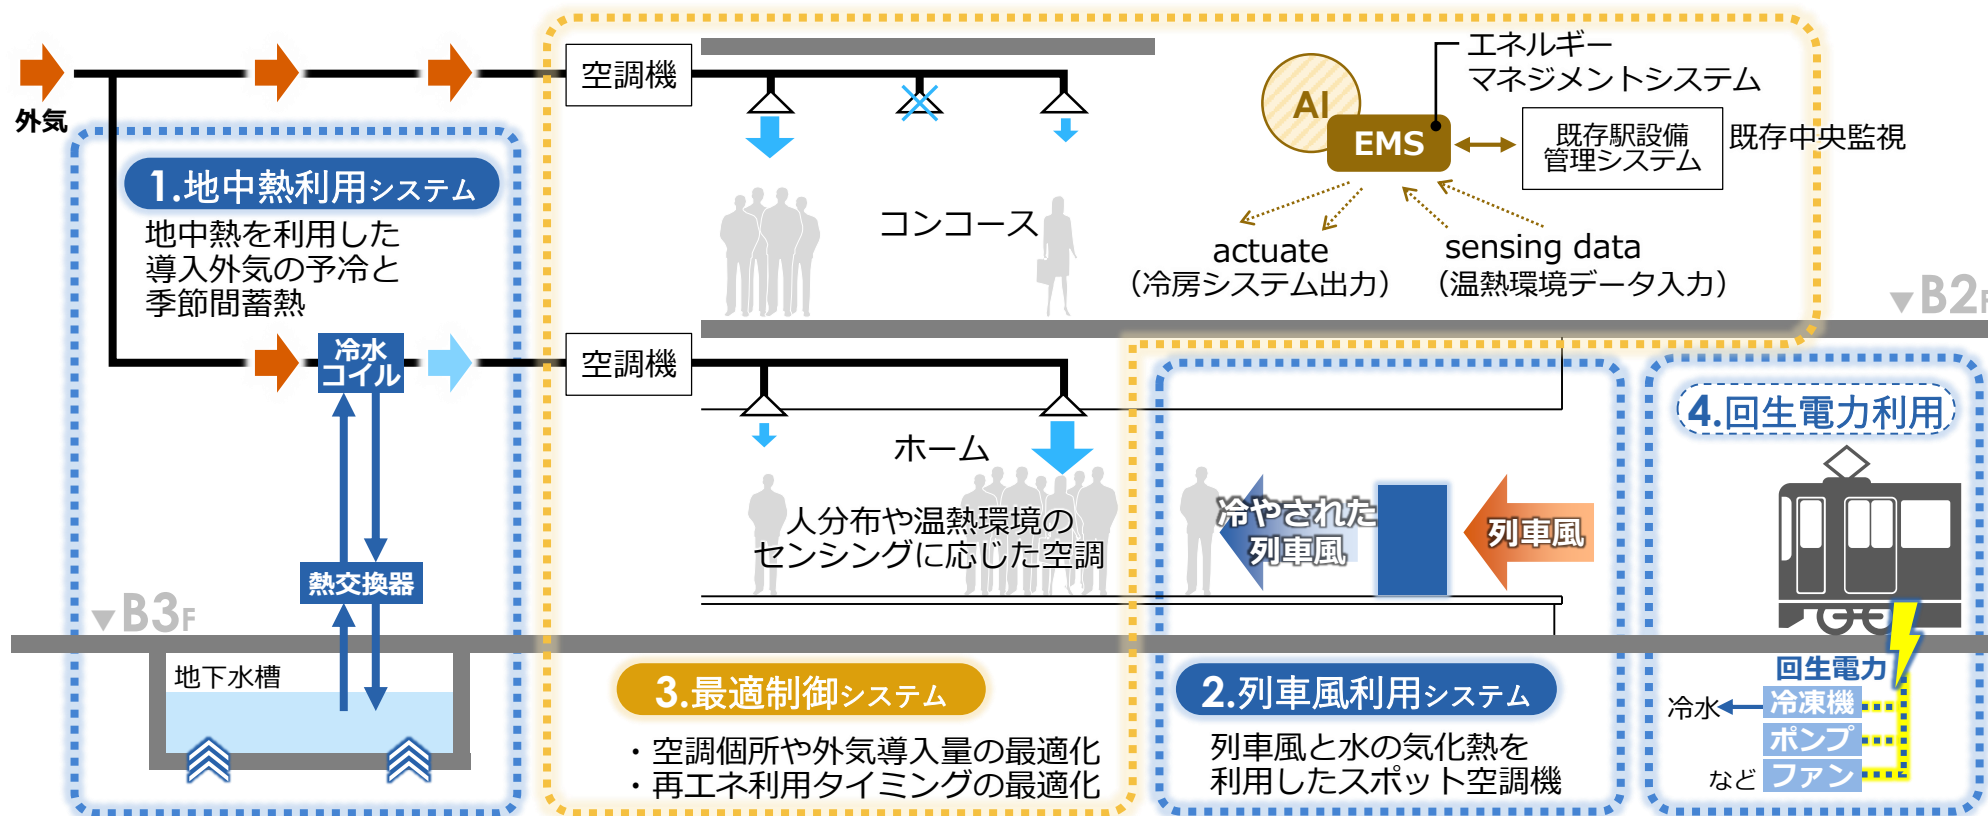 外気
空調機
エネルギー
マネジメントシステム
AI
EMS
既存駅設備
管理システム
既存中央監視
1.地中熱利用システム
地中熱を利用した
導入外気の予冷と
季節間蓄熱
コンコース
actuate
（冷房システム出力）
sensing data
（温熱環境データ入力）
▼B2F
冷水
コイル
空調機
ホーム
人分布や温熱環境の
センシングに応じた空調
冷やされた
列車風
列車風
4.回生電力利用
熱交換器
▼B3F
地下水槽
3.最適制御システム
・空調個所や外気導入量の最適化
・再エネ利用タイミングの最適化
2.列車風利用システム
列車風と水の気化熱を
利用したスポット空調機
回生電力
冷水
冷凍機
ポンプ
など
ファン